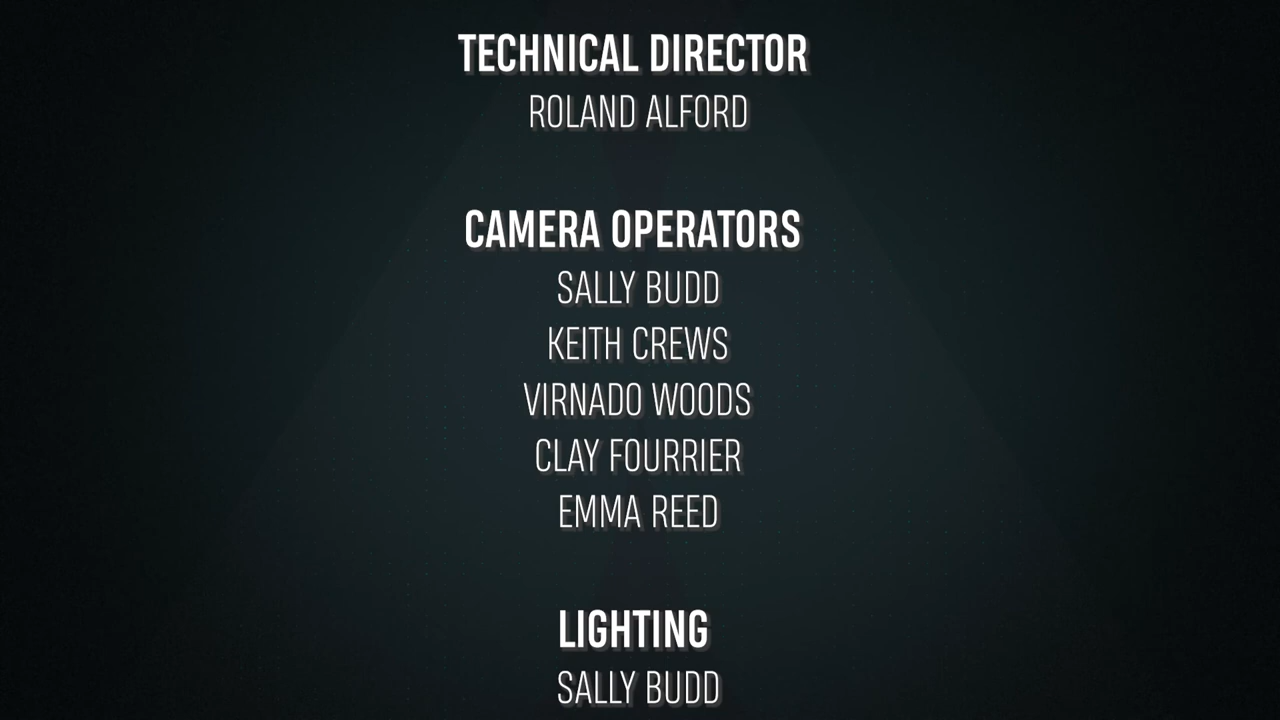 TECHNICAL DIRECTOR
ROLAND ALFORD
CAMERA OPERATORS
SALLY BUDD
KEITH CREWS
VIRNADO WOODS
CLAY FOURRIER
EMMA REED
LIGHTING
SALLY BUDD